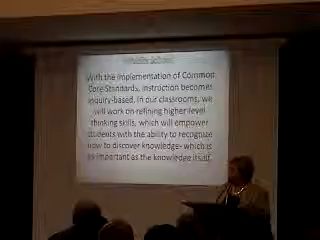 With the implementation of Common
Core Standards, instruction becomes
inquiry-based. In our classrooms, we
will work on refining higher-level
thinking skills, which will empower
students with the ability to recognize
how to discover knowledge- which is
as important as the knowledge itself.